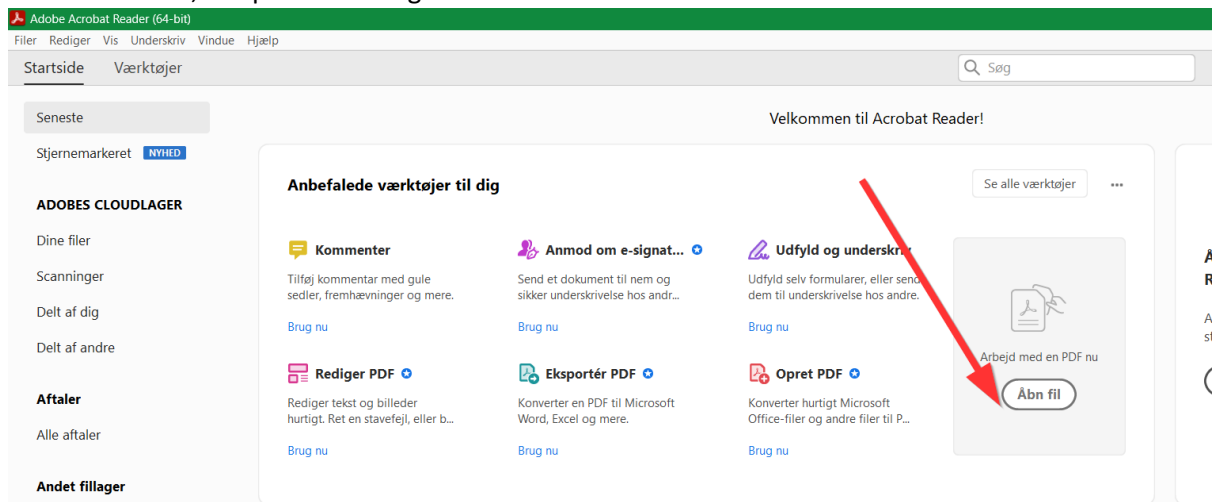 Adobe Acrobat Reader (64-bit)
Filer Rediger Vis Underskriv Vindue Hjælp
Startside Værktøjer
Søg
Seneste
Stjernemarkeret NYHED
ADOBES CLOUDLAGER
Dine filer
Scanninger
Delt af dig
Delt af andre
Aftaler
Alle aftaler
Andet fillager
Velkommen til Acrobat Reader!
Anbefalede værktøjer til dig
Se alle værktøjer ...
Kommenter
Tilføj kommentar med gule
sedler, fremhævninger og mere.
Brug nu
Anmod om e-signat...
Send et dokument til nem og
sikker underskrivelse hos andr...
Brug nu
Udfyld og underskriv
Udfyld selv formularer, eller send
dem til underskrivelse hos andre.
Brug nu
Rediger PDF
Rediger tekst og billeder
hurtigt. Ret en stavefejl, eller b...
Brug nu
Eksportér PDF
Konverter en PDF til Microsoft
Word, Excel og mere.
Brug nu
Opret PDF
Konverter hurtigt Microsoft
Office-filer og andre filer til P...
Brug nu
Arbejd med en PDF nu
Åbn fil